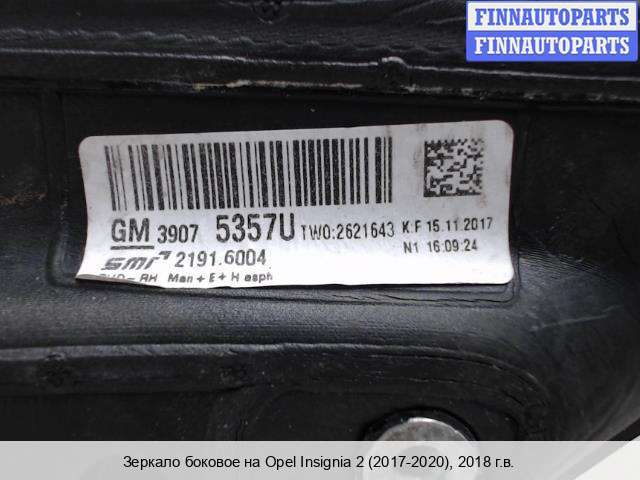 FINNAUTOPARTS
FINNAUTOPARTS
GM 3907 5357U TWO:2621643 K F 15.11.2017
N1 16:09:24
smr 2191.6004
RH Man + E + H asph
Зеркало боковое на Opel Insignia 2 (2017-2020), 2018 г.в.